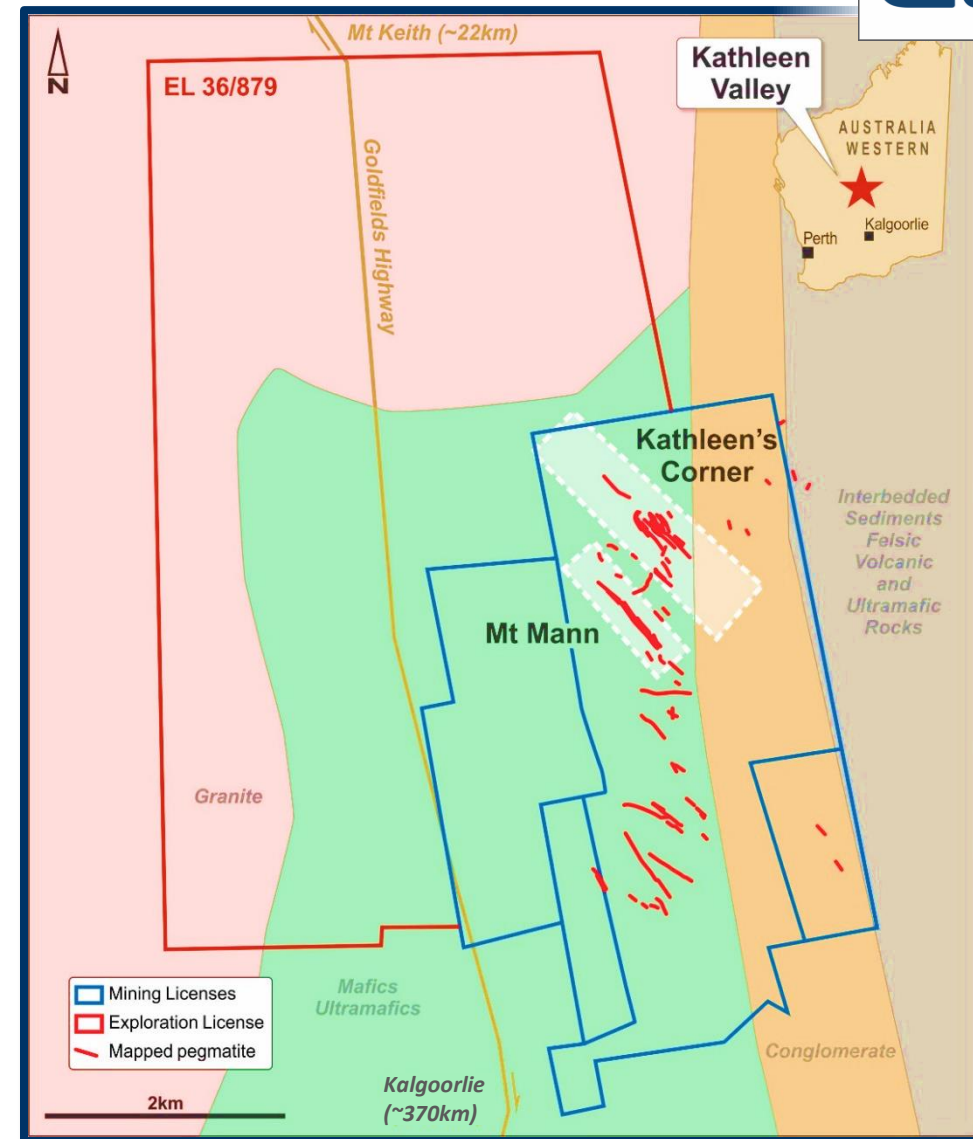 Mt Keith (~22km)
N
EL 36/879
Goldfields Highway
Kathleen
Valley
AUSTRALIA
WESTERN
Perth
Kalgoorlie
Kathleen's
Corner
Mt Mann
Interbedded
Sediments
Felsic
Volcanic
and
Ultramafic
Rocks
Granite
Mafics
Ultramafics
Conglomerate
Mining Licenses
Exploration License
Mapped pegmatite
2km
Kalgoorlie
(~370km)